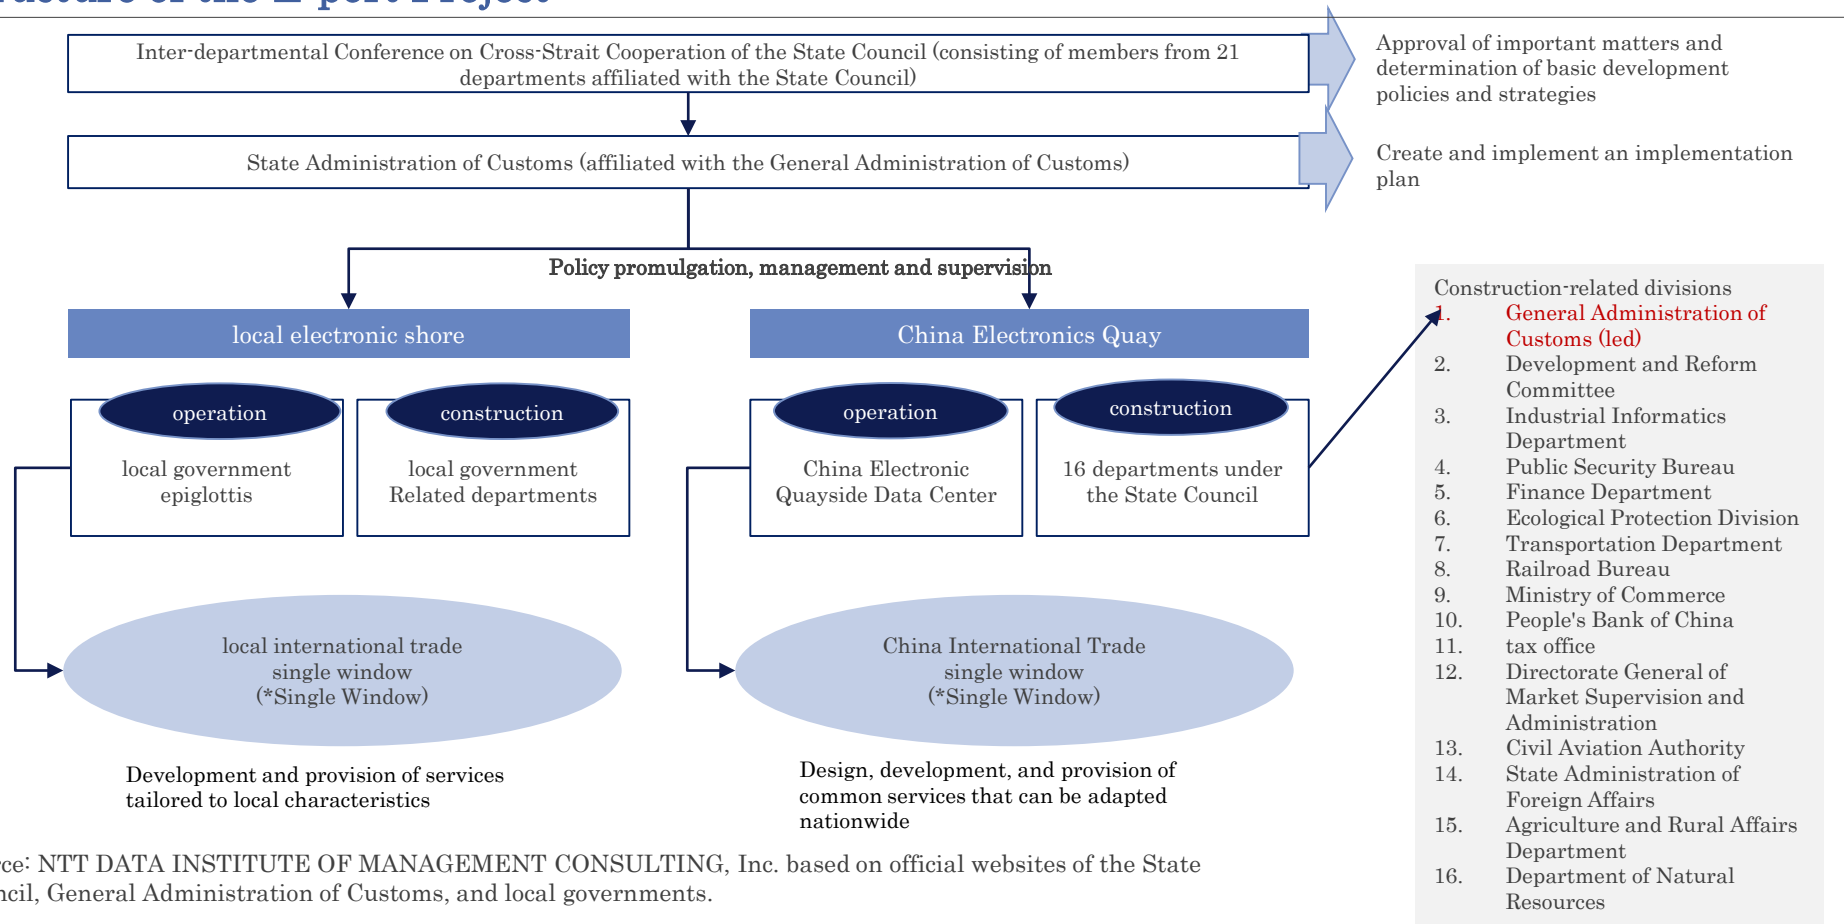 of the E-port Project
Inter-departmental Conference on Cross-Strait Cooperation of the State Council (consisting of members from 21
departments affiliated with the State Council)
Approval of important matters and
determination of basic development
policies and strategies
State Administration of Customs (affiliated with the General Administration of Customs)
Create and implement an implementation
plan
Policy promulgation, management and supervision
local electronic shore
operation
local government
epiglottis
construction
local government
Related departments
local international trade
single window
(*Single Window)
Development and provision of services
tailored to local characteristics
China Electronics Quay
operation
China Electronic
Quayside Data Center
construction
16 departments under
the State Council
China International Trade
single window
(*Single Window)
Design, development, and provision of
common services that can be adapted
nationwide
Construction-related divisions
1. General Administration of
Customs (led)
2. Development and Reform
Committee
3. Industrial Informatics
Department
4. Public Security Bureau
5. Finance Department
6. Ecological Protection Division
7. Transportation Department
8. Railroad Bureau
9. Ministry of Commerce
10. People's Bank of China
11. tax office
12. Directorate General of
Market Supervision and
Administration
13. Civil Aviation Authority
14. State Administration of
Foreign Affairs
15. Agriculture and Rural Affairs
Department
16. Department of Natural
Resources
rce: NTT DATA INSTITUTE OF MANAGEMENT CONSULTING, Inc. based on official websites of the State
ncil, General Administration of Customs, and local governments.